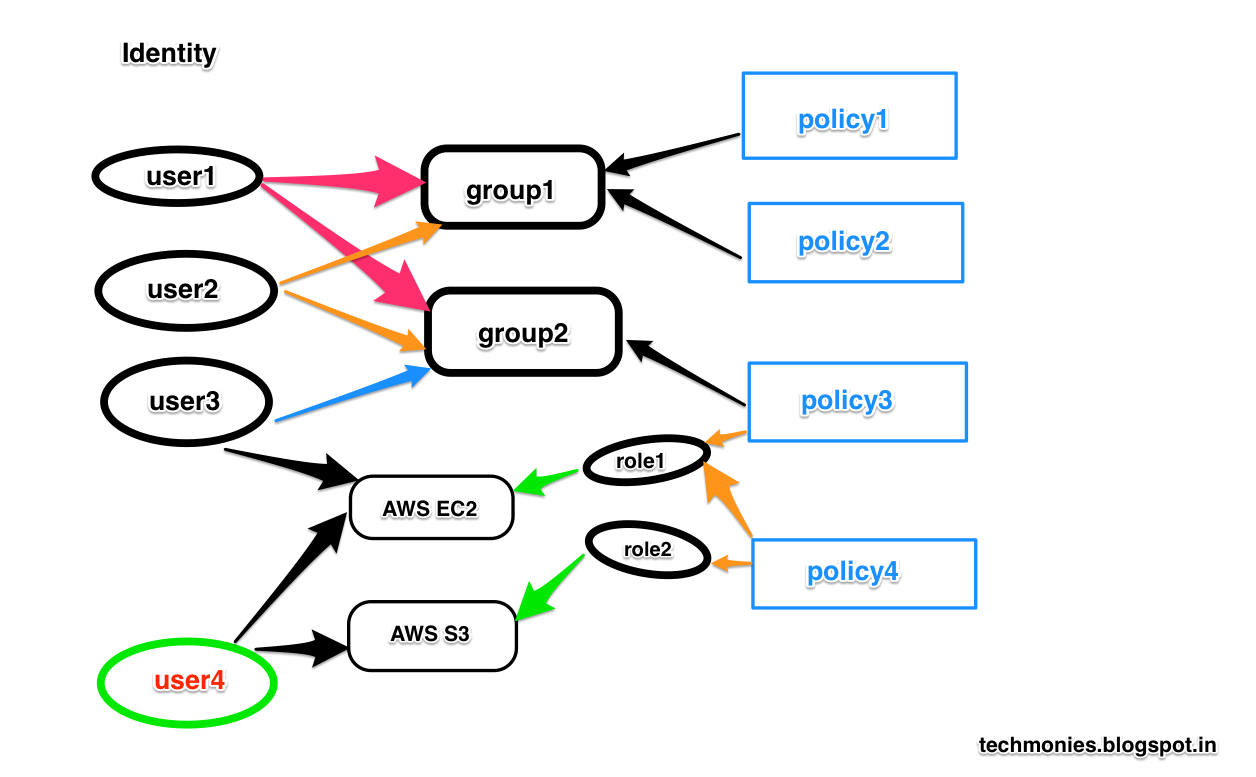 Identity
policy1
user1
group1
policy2
user2
group2
user3
policy3
role1
AWS EC2
role2
policy4
AWS S3
user4
techmonies.blogspot.in